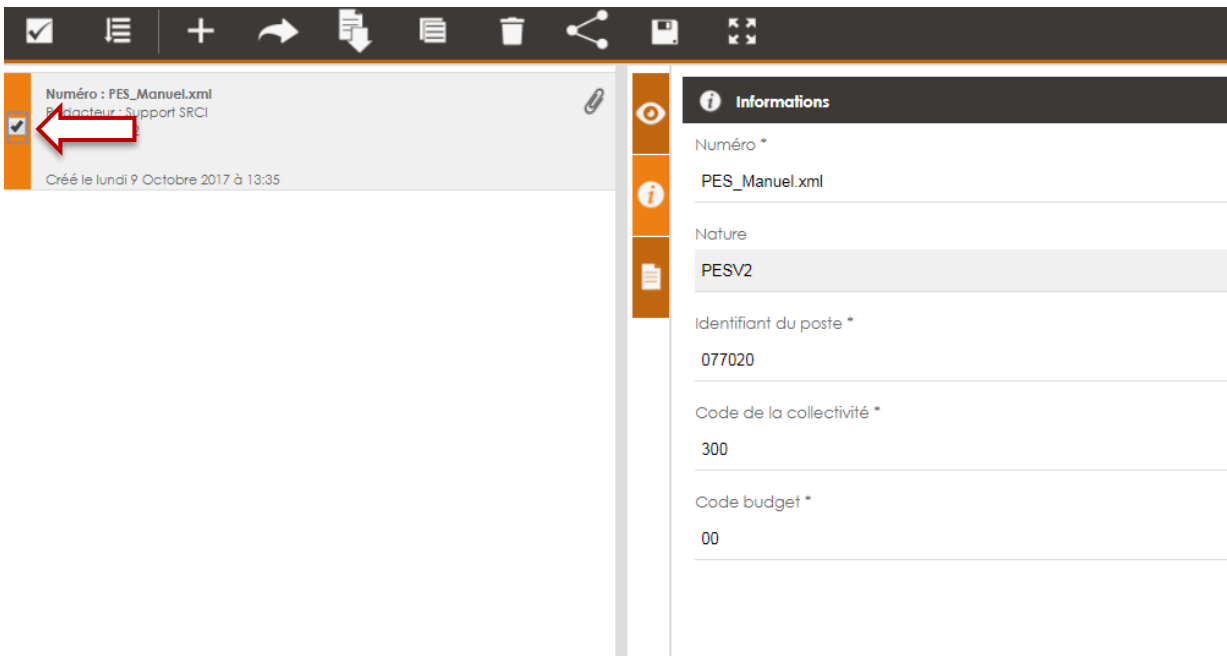 Numéro : PES_Manuel.xml
Rédacteur : Support SRCI
Créé le lundi 9 Octobre 2017 à 13:35
Informations
Numéro *
PES_Manuel.xml
Nature
PESV2
Identifiant du poste *
077020
Code de la collectivité *
300
Code budget *
00